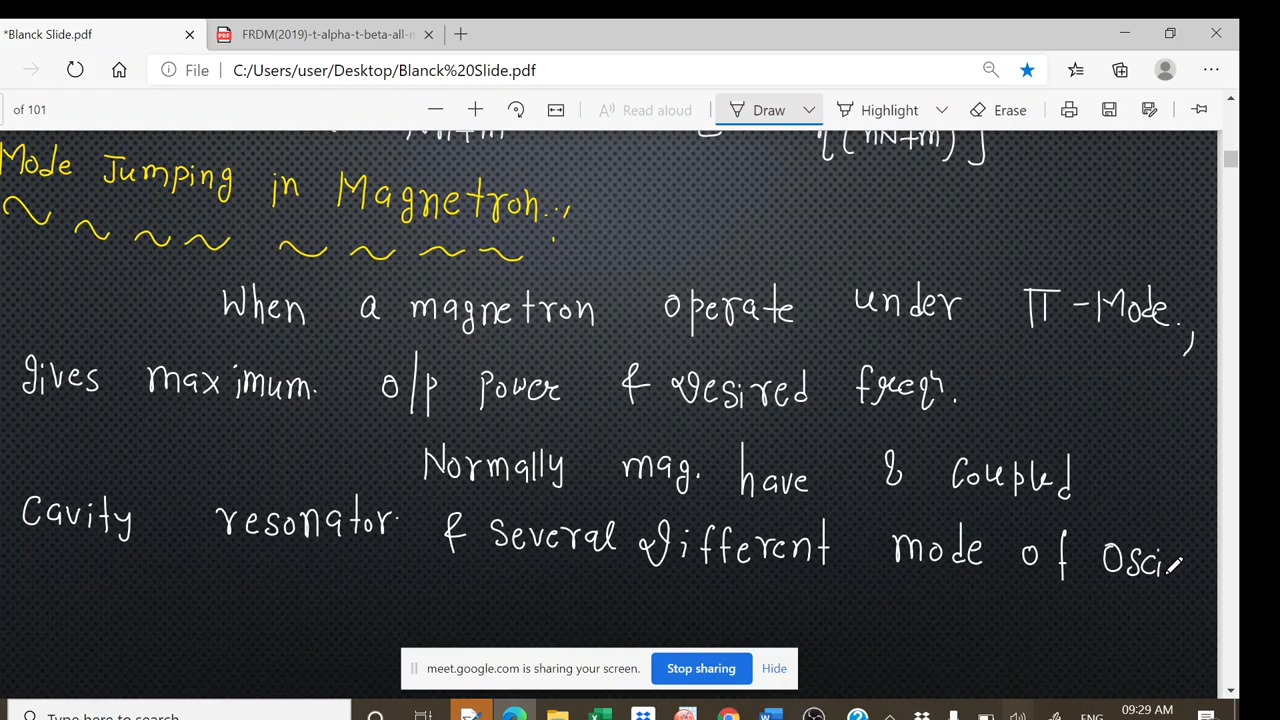 *Blanck Slide.pdf
FRDM(2019)-t-alpha-t-beta-all-n
File C:/Users/user/Desktop/Blanck%20Slide.pdf
of 101
Read aloud
Draw
Highlight
Erase
Nn+m
(nN+m)]
Mode Jumping in Magnetron.
When a magnetron operate under Π-Mode,
gives maximum. o/p power & desired freqn.
Normally mag. have 8 coupled
cavity resonator & several different mode of osci
meet.google.com is sharing your screen.
Stop sharing
Hide
Type here to search
ENG
09:29 AM